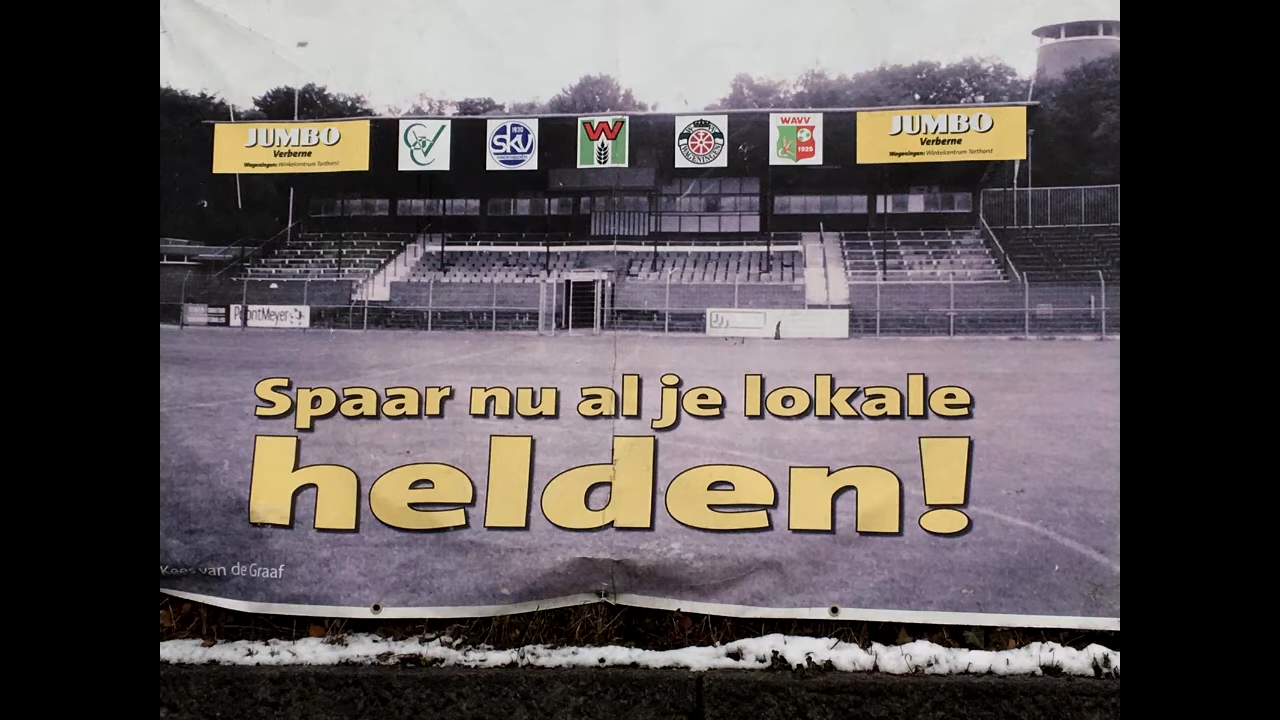 JUMBO
Verberne
Wageningen: Winkelcentrum Tarthorst
SKV
W
WAVV
1925
JUMBO
Verberne
Wageningen: Winkelcentrum Tarthorst
PontMeyer
Spaar nu al je lokale
helden!
Kees van de Graaf